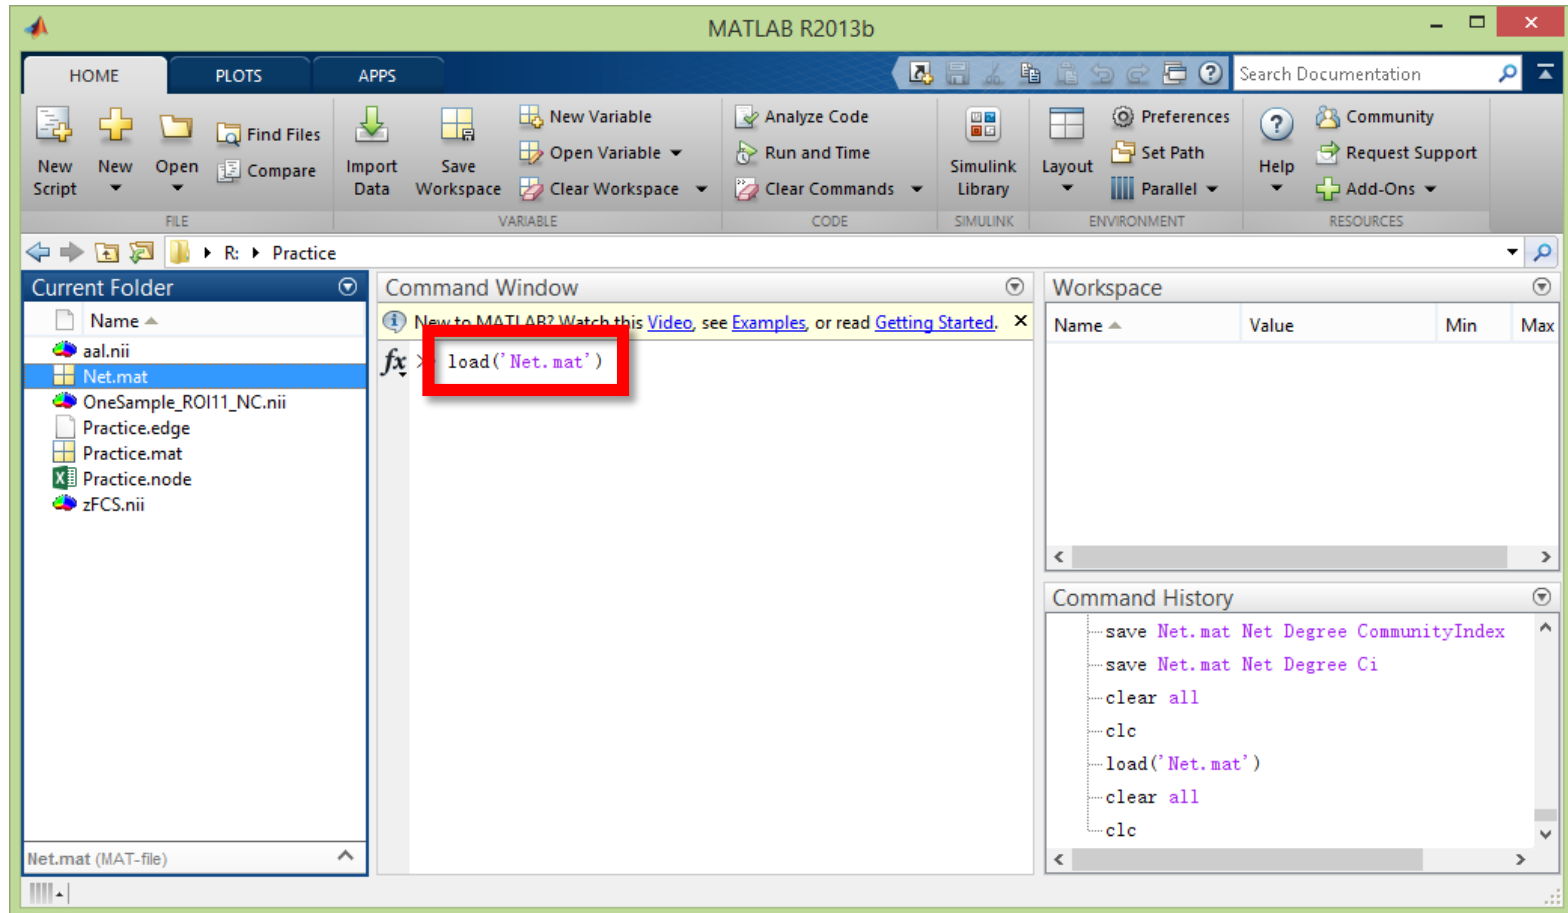 MATLAB R2013b
HOME PLOTS APPS Search Documentation
New Script New Open Find Files Compare
FILE
Import Data Save Workspace New Variable Open Variable Clear Workspace
VARIABLE
Analyze Code Run and Time Clear Commands
CODE
Simulink Library
SIMULINK
Layout Preferences Set Path Parallel
ENVIRONMENT
Help Community Request Support Add-Ons
RESOURCES
R: Practice
Current Folder
Name
aal.nii
Net.mat
OneSample_ROI11_NC.nii
Practice.edge
Practice.mat
Practice.node
zFCS.nii
Net.mat (MAT-file)
Command Window
New to MATLAB? Watch this Video, see Examples, or read Getting Started.
fx >> load('Net.mat')
Workspace
Name Value Min Max
Command History
save Net.mat Net Degree CommunityIndex
save Net.mat Net Degree Ci
clear all
clc
load('Net.mat')
clear all
clc